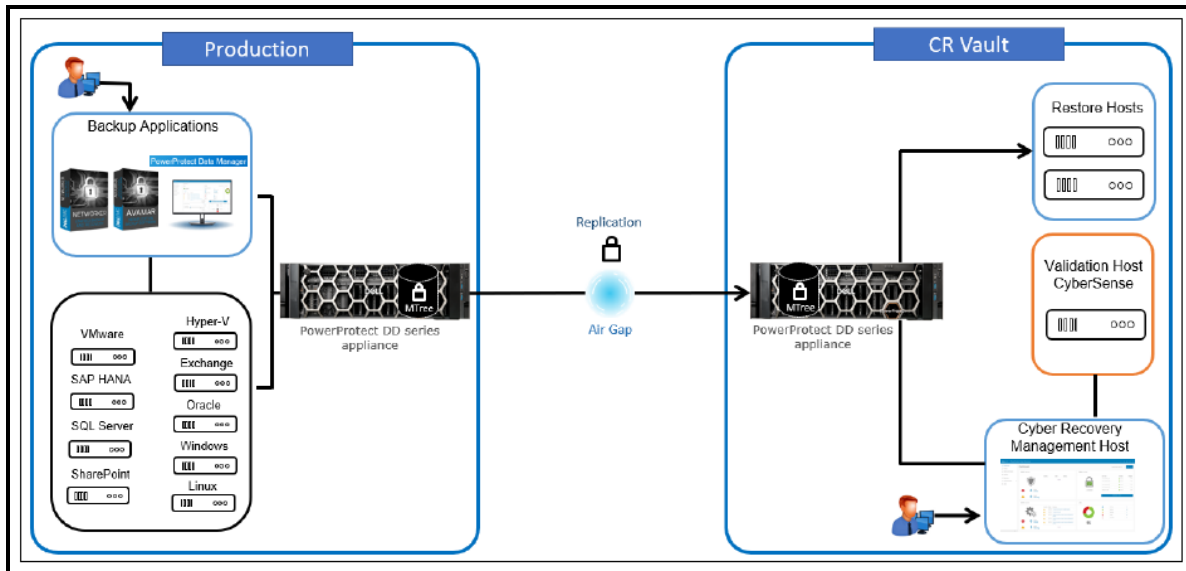 Production
CR Vault
Backup Applications
PowerProtect Data Manager
NETWORKER
AVAMAR
VMware
Hyper-V
SAP HANA
Exchange
SQL Server
Oracle
SharePoint
Windows
Linux
DELL
MTree
PowerProtect DD series
appliance
Replication
Air Gap
MTree
PowerProtect DD series
appliance
Restore Hosts
Validation Host
CyberSense
Cyber Recovery
Management Host